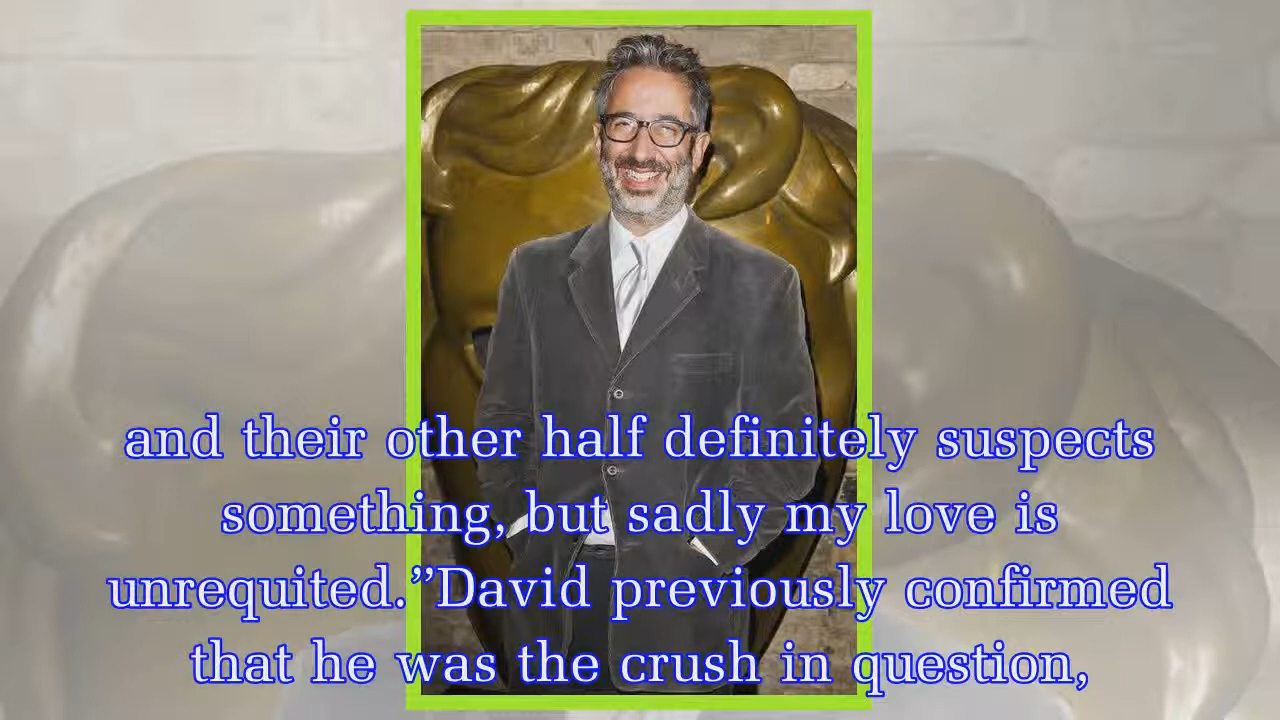 and their other half definitely suspects
something, but sadly my love is
unrequited.”David previously confirmed
that he was the crush in question,